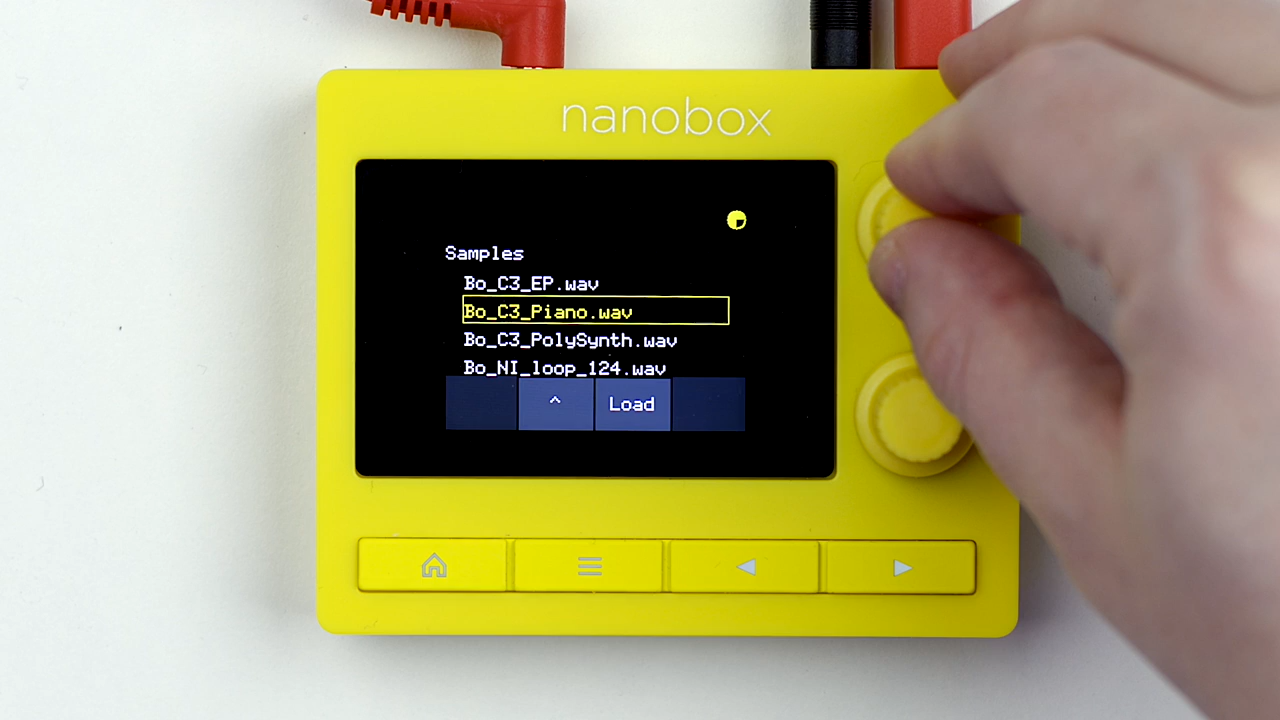 nanobox
Samples
Bo_C3_EP.wav
Bo_C3_Piano.wav
Bo_C3_PolySynth.wav
Bo_NI_loop_124.wav
^ Load